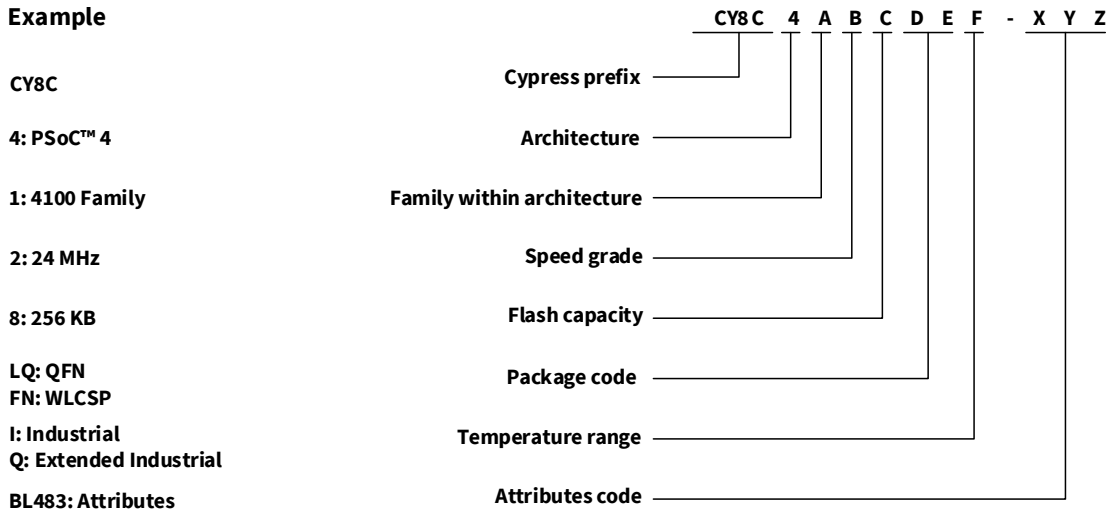 Example CY8C 4 A B C D E F - X Y Z
CY8C Cypress prefix
4: PSoC™ 4 Architecture
1: 4100 Family Family within architecture
2: 24 MHz Speed grade
8: 256 KB Flash capacity
LQ: QFN
FN: WLCSP
Package code
I: Industrial
Q: Extended Industrial
Temperature range
BL483: Attributes Attributes code